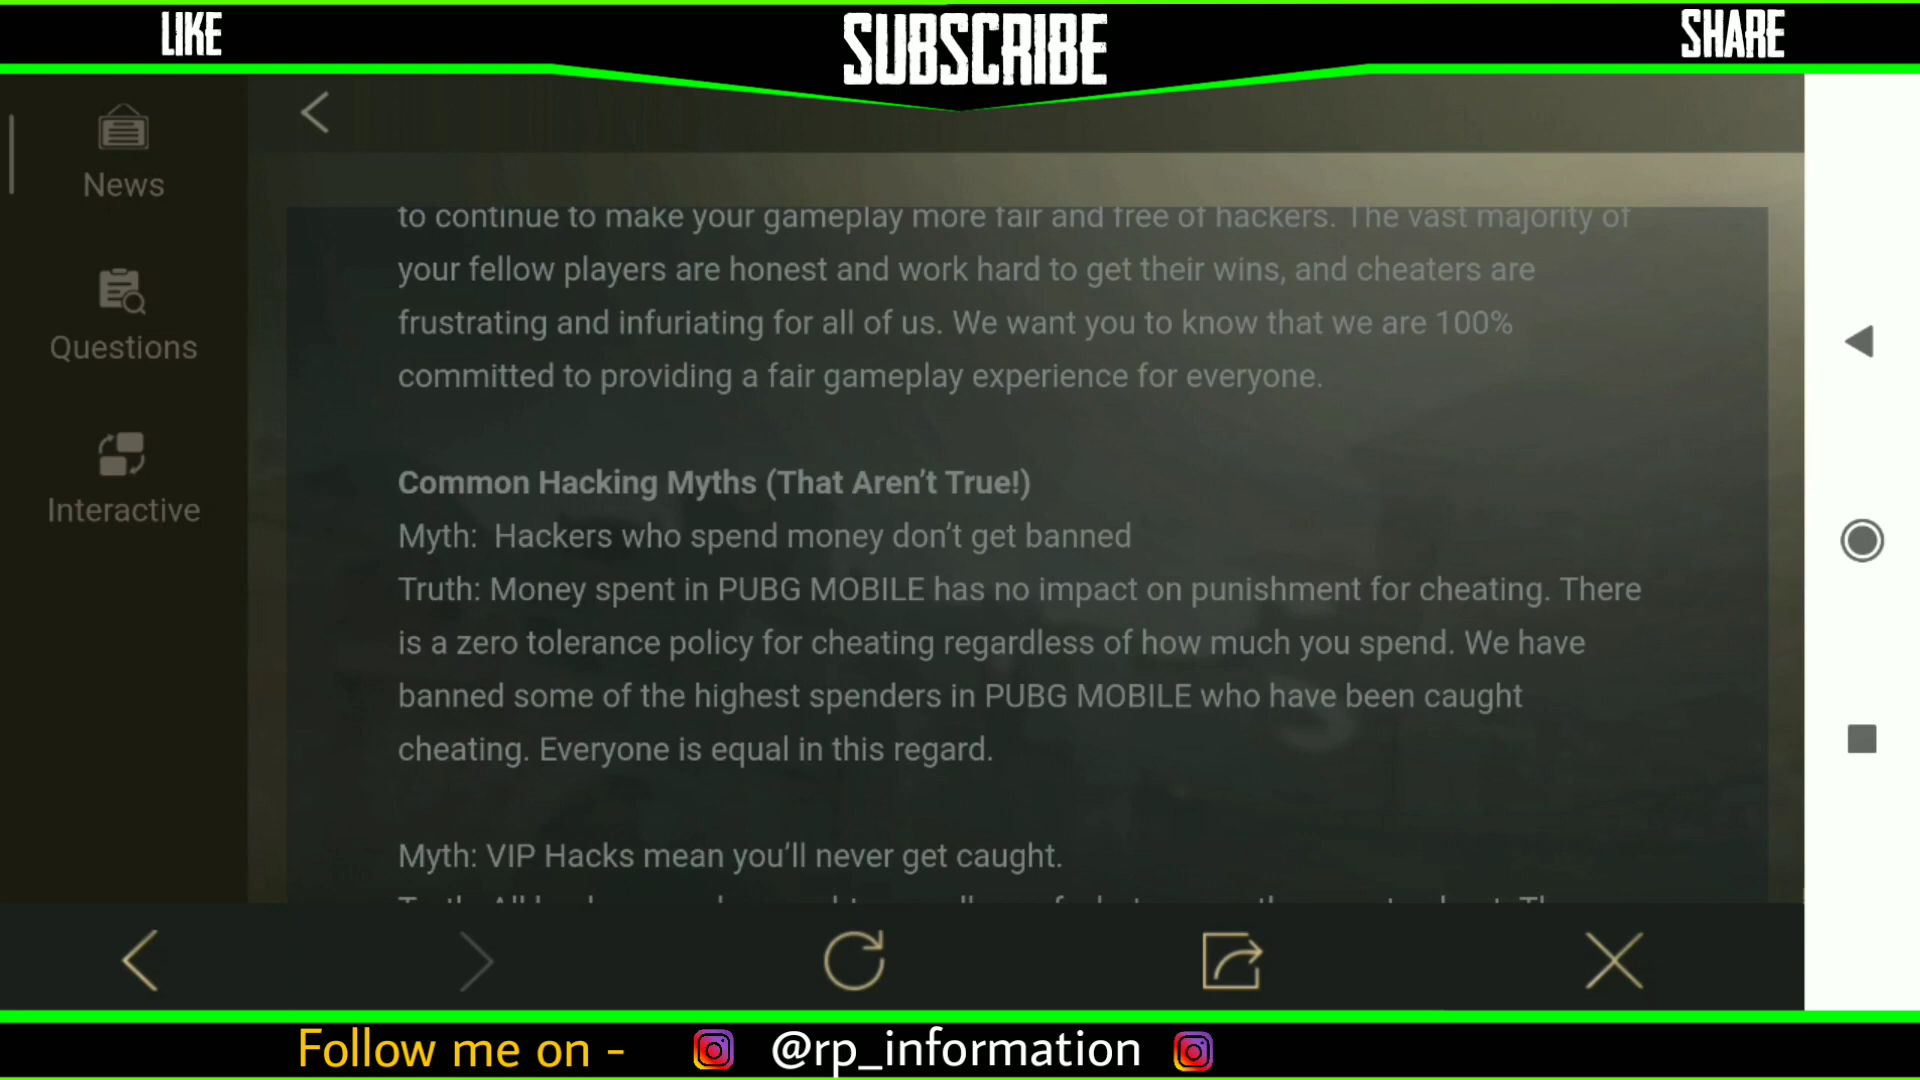 LIKE
SUBSCRIBE
SHARE
News
Questions
Interactive
to continue to make your gameplay more fair and free of hackers. The vast majority of
your fellow players are honest and work hard to get their wins, and cheaters are
frustrating and infuriating for all of us. We want you to know that we are 100%
committed to providing a fair gameplay experience for everyone.
Common Hacking Myths (That Aren’t True!)
Myth:  Hackers who spend money don’t get banned
Truth: Money spent in PUBG MOBILE has no impact on punishment for cheating. There
is a zero tolerance policy for cheating regardless of how much you spend. We have
banned some of the highest spenders in PUBG MOBILE who have been caught
cheating. Everyone is equal in this regard.
Myth: VIP Hacks mean you’ll never get caught.
Follow me on -
@rp_information